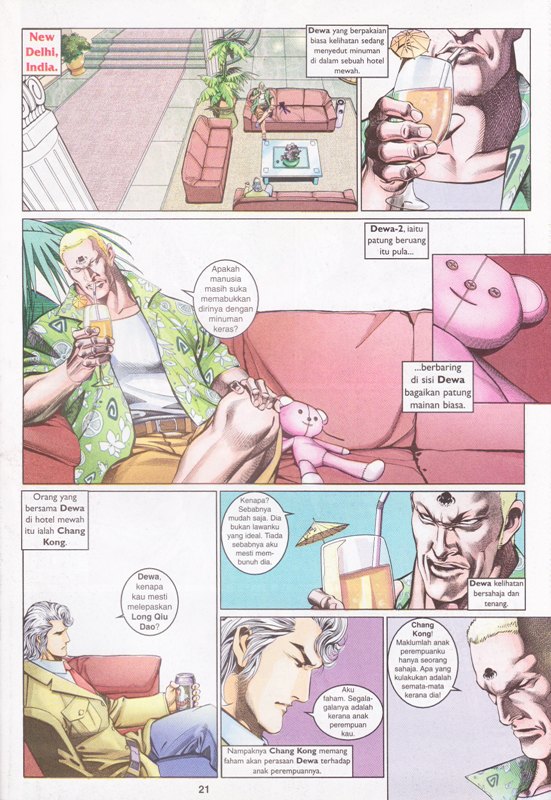 New
Delhi,
India.
Dewa yang berpakaian
biasa kelihatan sedang
menyedut minuman
di dalam sebuah hotel
mewah.
Dewa-2, iaitu
patung beruang
itu pula...
Apakah
manusia
masih suka
memabukkan
dirinya dengan
minuman
keras?
...berbaring
di sisi Dewa
bagaikan patung
mainan biasa.
Orang yang
bersama Dewa
di hotel mewah
itu ialah Chang
Kong.
Dewa,
kenapa
kau mesti
melepaskan
Long Qiu
Dao?
Kenapa?
Sebabnya
mudah saja. Dia
bukan lawanku
yang ideal. Tiada
sebabnya aku
mesti mem-
bunuh dia.
Dewa kelihatan
bersahaja dan
tenang.
Aku
faham. Segala-
galanya adalah
kerana anak
perempuan
kau.
Nampaknya Chang Kong memang
faham akan perasaan Dewa terhadap
anak perempuannya.
Chang
Kong!
Maklumlah anak
perempuanku
hanya seorang
sahaja. Apa yang
kulakukan adalah
semata-mata
kerana dia!
21